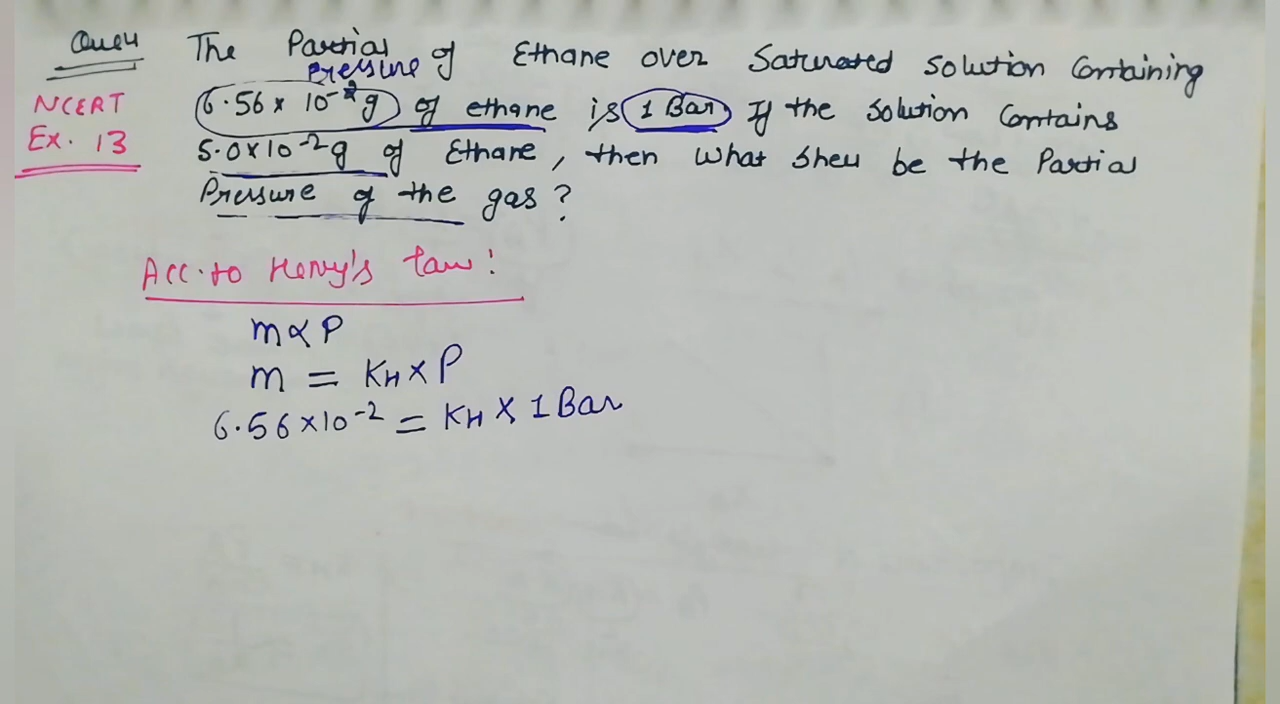 Ques The Partial Pressure of Ethane over Saturated solution Containing
NCERT 6.56 x 10-2g of ethane is 1 Bar If the solution Contains
Ex. 13 5.0x10-2g of Ethane, then what shell be the Partial
Pressure of the gas?
Acc. to Henry's law:
m ∝ P
m = KH x P
6.56 x10-2 = KH x 1 Bar